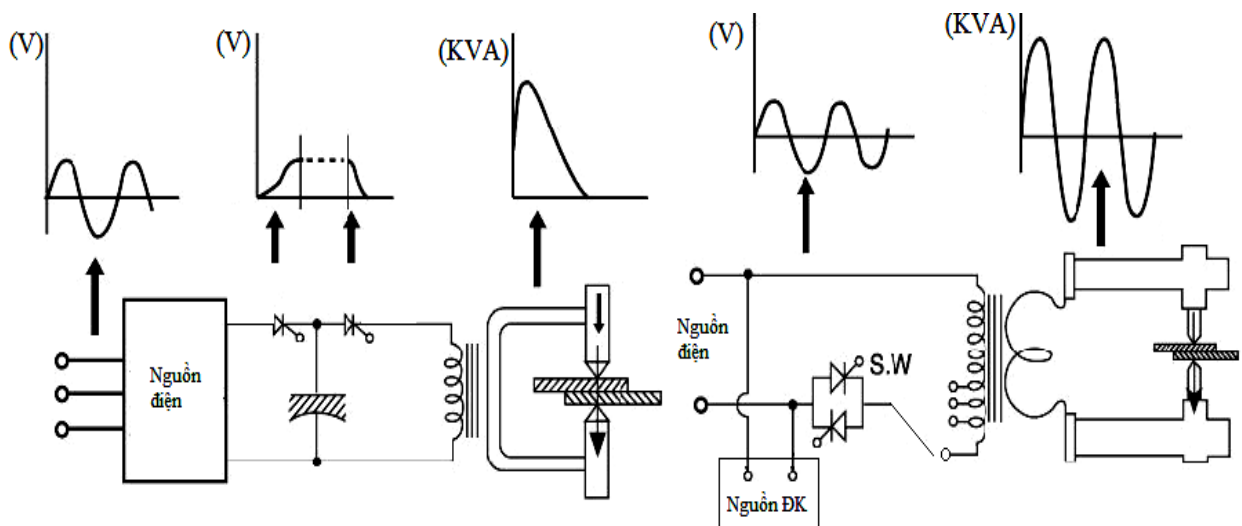 (V)
(V)
(KVA)
(V)
(KVA)
Nguồn
điện
Nguồn
điện
S.W
Nguồn ĐK